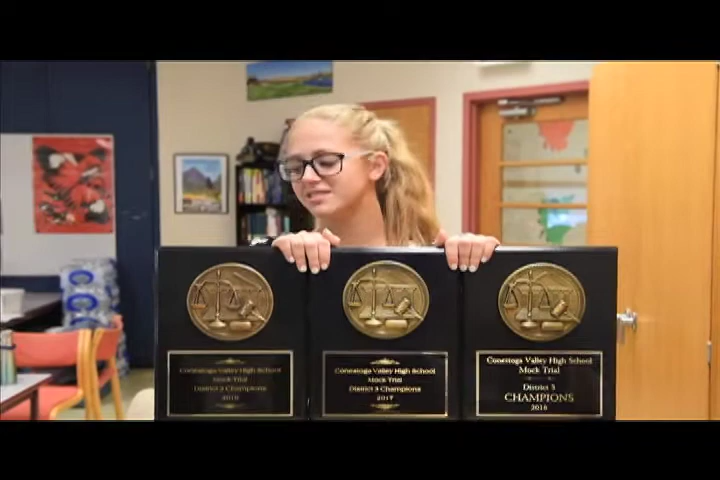 Conestoga Valley High School
Mock Trial
District 3 Champions
Conestoga Valley High School
Mock Trial
District 3 Champions
2017
Conestoga Valley High School
Mock Trial
District 3
CHAMPIONS
2018